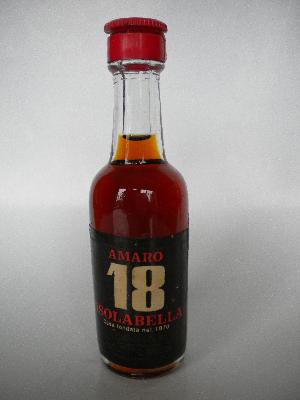 AMARO
18
ISOLABELLA
casa fondata nel 1870